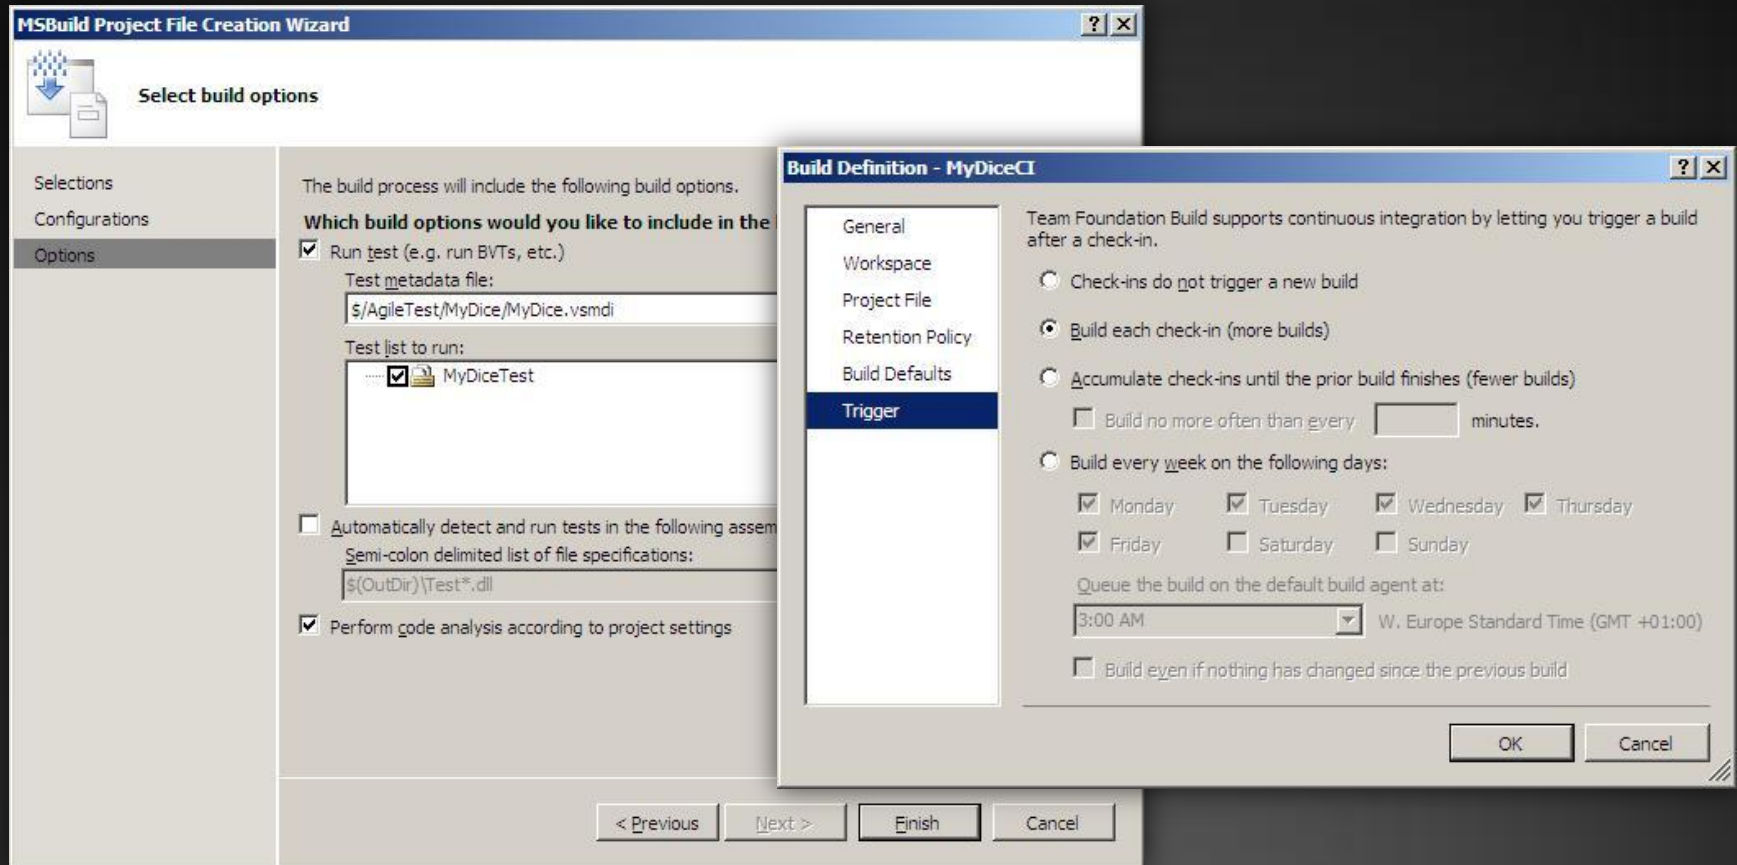 MSBuild Project File Creation Wizard
Select build options
Selections
Configurations
Options
The build process will include the following build options.
Which build options would you like to include in the
Run test (e.g. run BVTs, etc.)
Test metadata file:
$/AgileTest/MyDice/MyDice.vsmdi
Test list to run:
MyDiceTest
Automatically detect and run tests in the following assem
Semi-colon delimited list of file specifications:
$(OutDir)\Test*.dll
Perform code analysis according to project settings
< Previous
Next >
Finish
Cancel
Build Definition - MyDiceCI
General
Workspace
Project File
Retention Policy
Build Defaults
Trigger
Team Foundation Build supports continuous integration by letting you trigger a build
after a check-in.
Check-ins do not trigger a new build
Build each check-in (more builds)
Accumulate check-ins until the prior build finishes (fewer builds)
Build no more often than every minutes.
Build every week on the following days:
Monday Tuesday Wednesday Thursday
Friday Saturday Sunday
Queue the build on the default build agent at:
3:00 AM W. Europe Standard Time (GMT +01:00)
Build even if nothing has changed since the previous build
OK Cancel